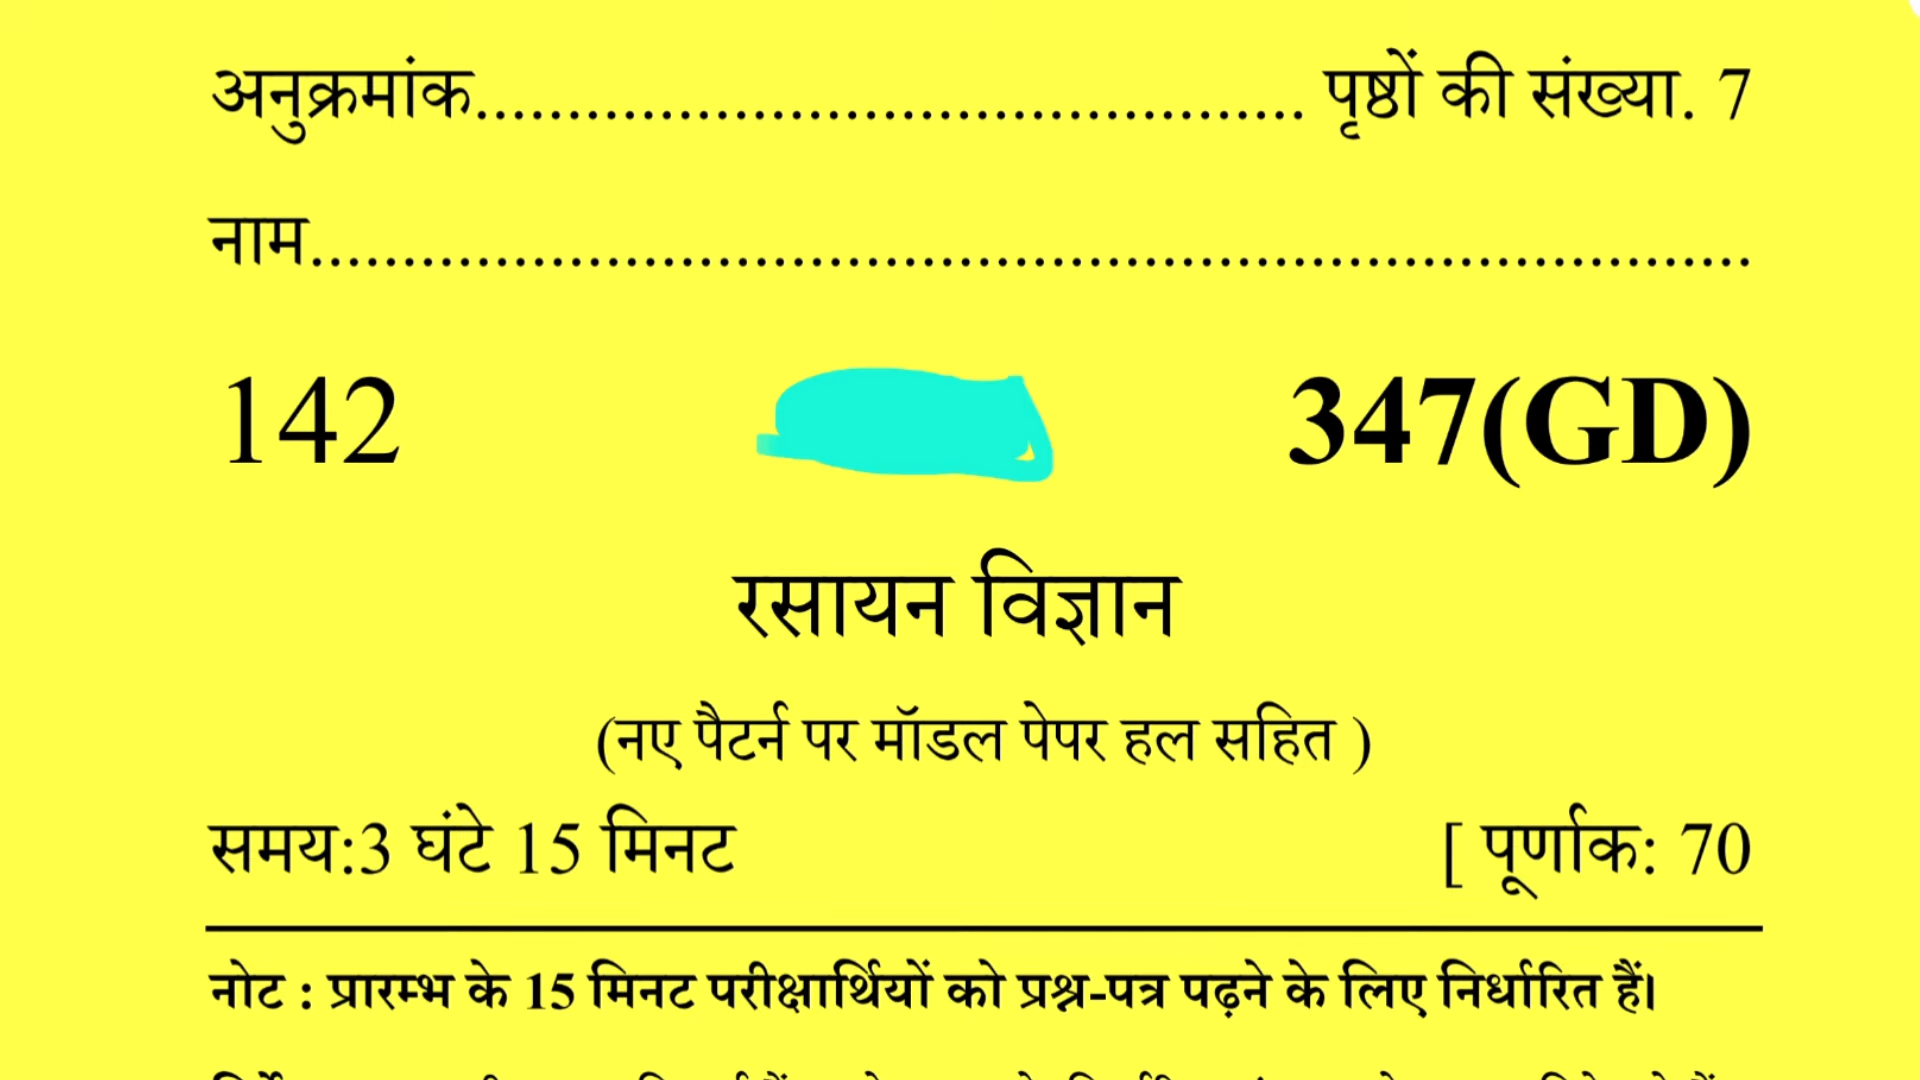 अनुक्रमांक............................................. पृष्ठों की संख्या. 7
नाम..............................................................................
142 347(GD)
रसायन विज्ञान
(नए पैटर्न पर मॉडल पेपर हल सहित )
समय:3 घंटे 15 मिनट [ पूर्णाक: 70
नोट : प्रारम्भ के 15 मिनट परीक्षार्थियों को प्रश्न-पत्र पढ़ने के लिए निर्धारित हैं।